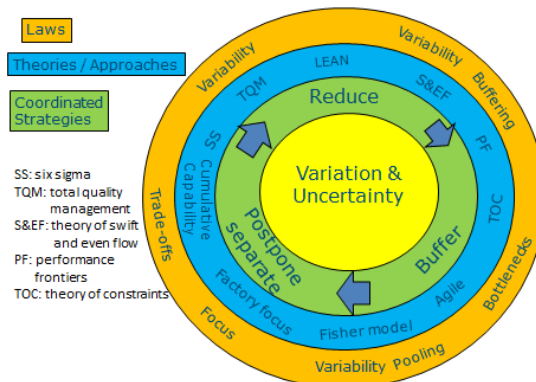 Laws
Theories / Approaches
Coordinated
Strategies
SS: six sigma
TQM: total quality
management
S&EF: theory of swift
and even flow
PF: performance
frontiers
TOC: theory of constraints
Variability
Variability
Buffering
Bottlenecks
Variability Pooling
Focus
Trade-offs
LEAN
S&EF
PF
TOC
Agile
Fisher model
Factory focus
Cumulative
Capability
SS
TQM
Reduce
Buffer
Postpone
separate
Variation &
Uncertainty